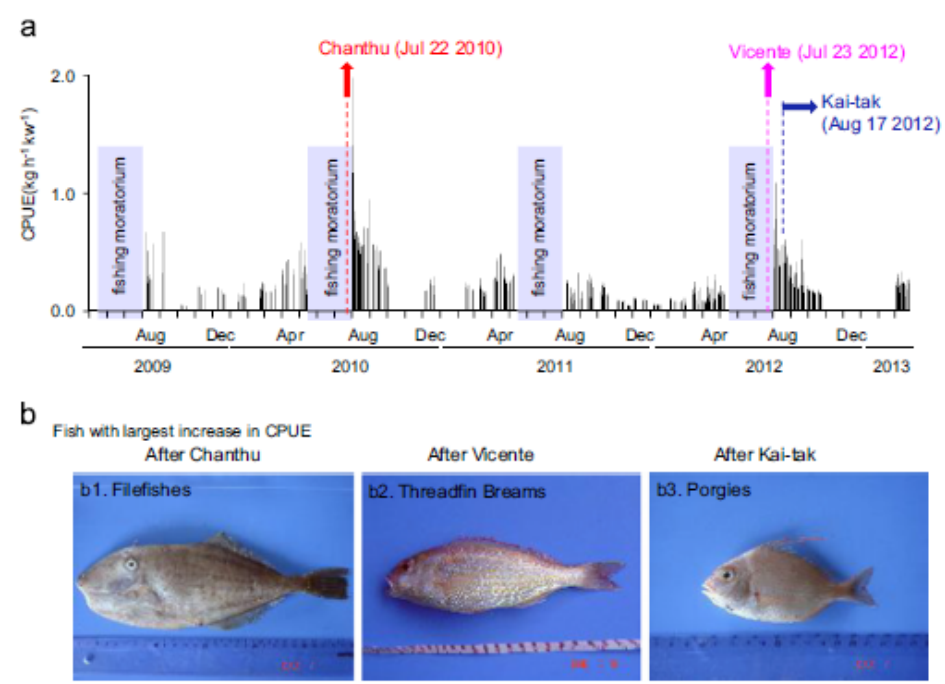 a
Chanthu (Jul 22 2010)
Vicente (Jul 23 2012)
Kai-tak
(Aug 17 2012)
CPUE(kg h-1 kw-1)
2.0
1.0
0.0
fishing moratorium
fishing moratorium
fishing moratorium
fishing moratorium
Aug Dec Apr Aug Dec Apr Aug Dec Apr Aug Dec
2009 2010 2011 2012 2013
b
Fish with largest increase in CPUE
After Chanthu After Vicente After Kai-tak
b1. Filefishes b2. Threadfin Breams b3. Porgies